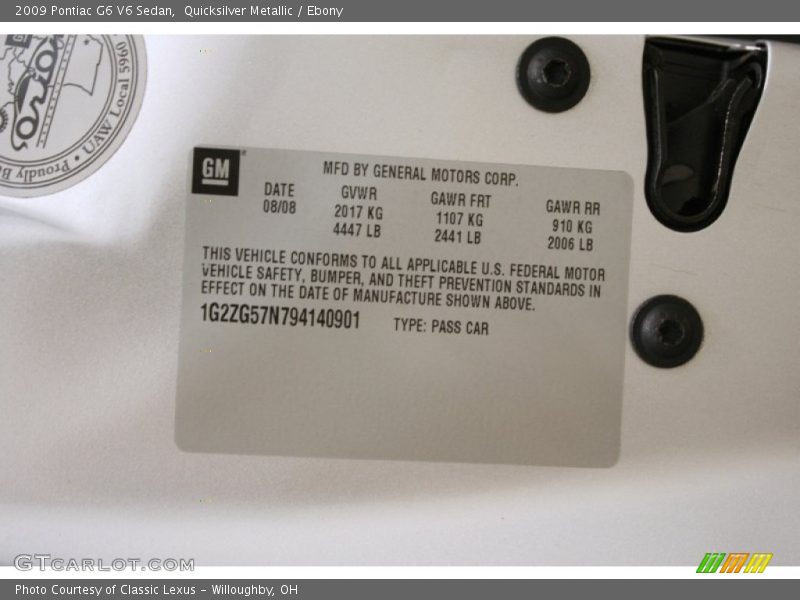 2009 Pontiac G6 V6 Sedan, Quicksilver Metallic / Ebony
UAW Local 5960
Proudly B
GM
MFD BY GENERAL MOTORS CORP.
DATE GVWR GAWR FRT GAWR RR
08/08 2017 KG 1107 KG 910 KG
4447 LB 2441 LB 2006 LB
THIS VEHICLE CONFORMS TO ALL APPLICABLE U.S. FEDERAL MOTOR
VEHICLE SAFETY, BUMPER, AND THEFT PREVENTION STANDARDS IN
EFFECT ON THE DATE OF MANUFACTURE SHOWN ABOVE.
1G2ZG57N794140901 TYPE: PASS CAR
GTCARLOT.COM
Photo Courtesy of Classic Lexus - Willoughby, OH